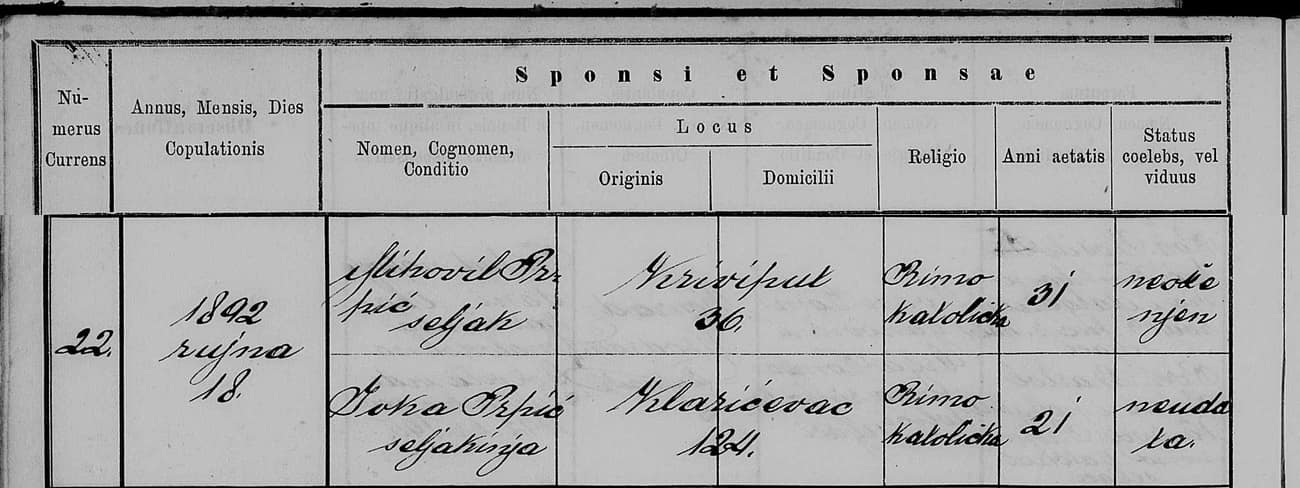 Sponsi et Sponsae
Nu-
merus
Currens
Annus, Mensis, Dies
Copulationis
Nomen, Cognomen,
Conditio
Locus
Originis
Domicilii
Religio
Anni aetatis
Status
coelebs, vel
viduus
22.
1892
rujna
18.
Mihovil Pr-
pić
seljak
Krivi put
36.
Rimo
katolička
31
neože
njen
Joka Prpić
seljakinja
Klarićevac
124.
Rimo
katolička
21
neuda
ta.